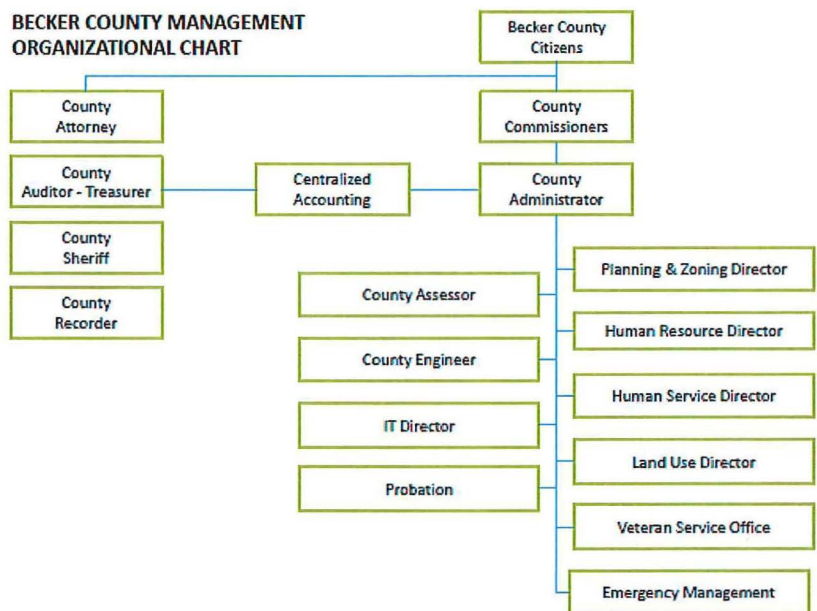 BECKER COUNTY MANAGEMENT
ORGANIZATIONAL CHART
Becker County
Citizens
County
Attorney
County
Commissioners
County
Auditor - Treasurer
Centralized
Accounting
County
Administrator
County
Sheriff
County
Recorder
Planning & Zoning Director
County Assessor
Human Resource Director
County Engineer
Human Service Director
IT Director
Land Use Director
Probation
Veteran Service Office
Emergency Management